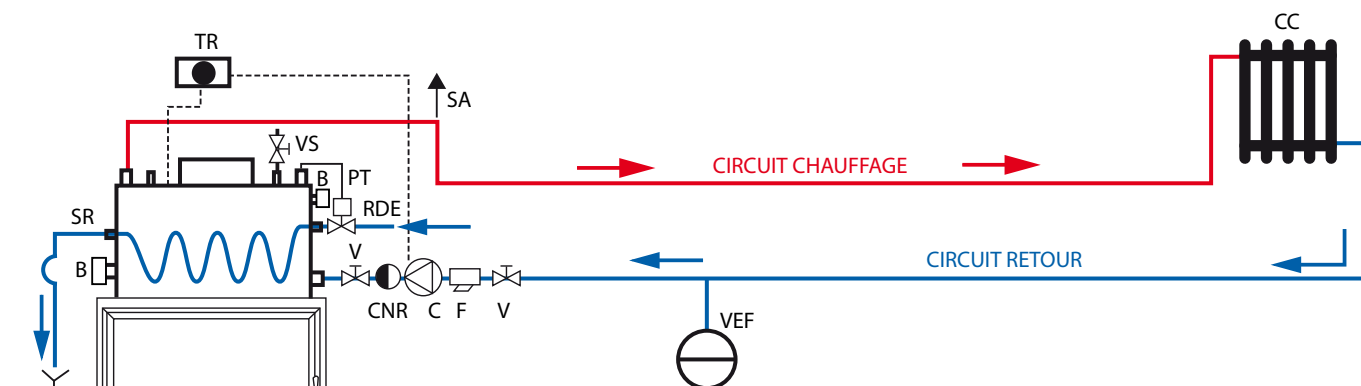 CC
TR
SA
VS
CIRCUIT CHAUFFAGE
B
PT
RDE
SR
V
CIRCUIT RETOUR
B
CNR
C
F
V
VEF